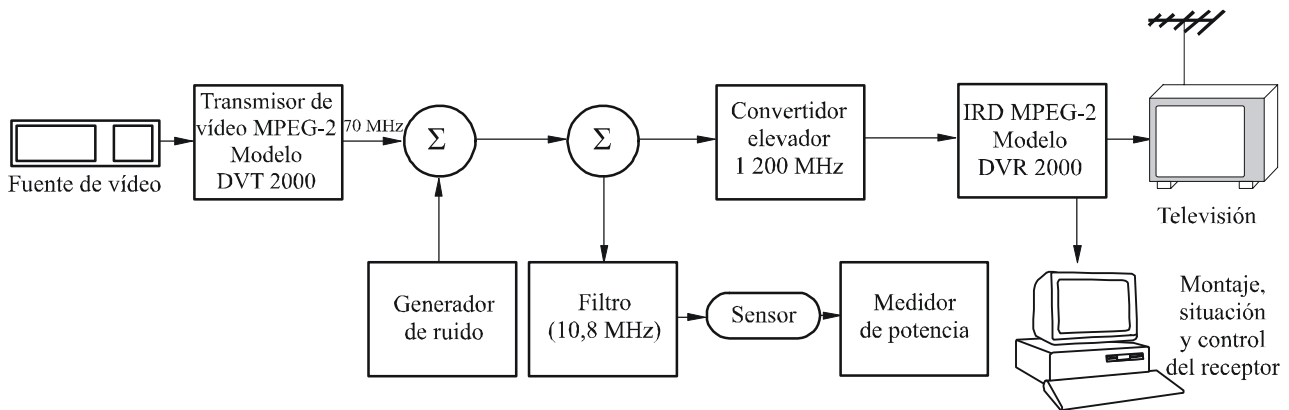 Fuente de vídeo
Transmisor de
vídeo MPEG-2
Modelo
DVT 2000
70 MHz
Σ
Σ
Convertidor
elevador
1 200 MHz
IRD MPEG-2
Modelo
DVR 2000
Televisión
Generador
de ruido
Filtro
(10,8 MHz)
Sensor
Medidor
de potencia
Montaje,
situación
y control
del receptor